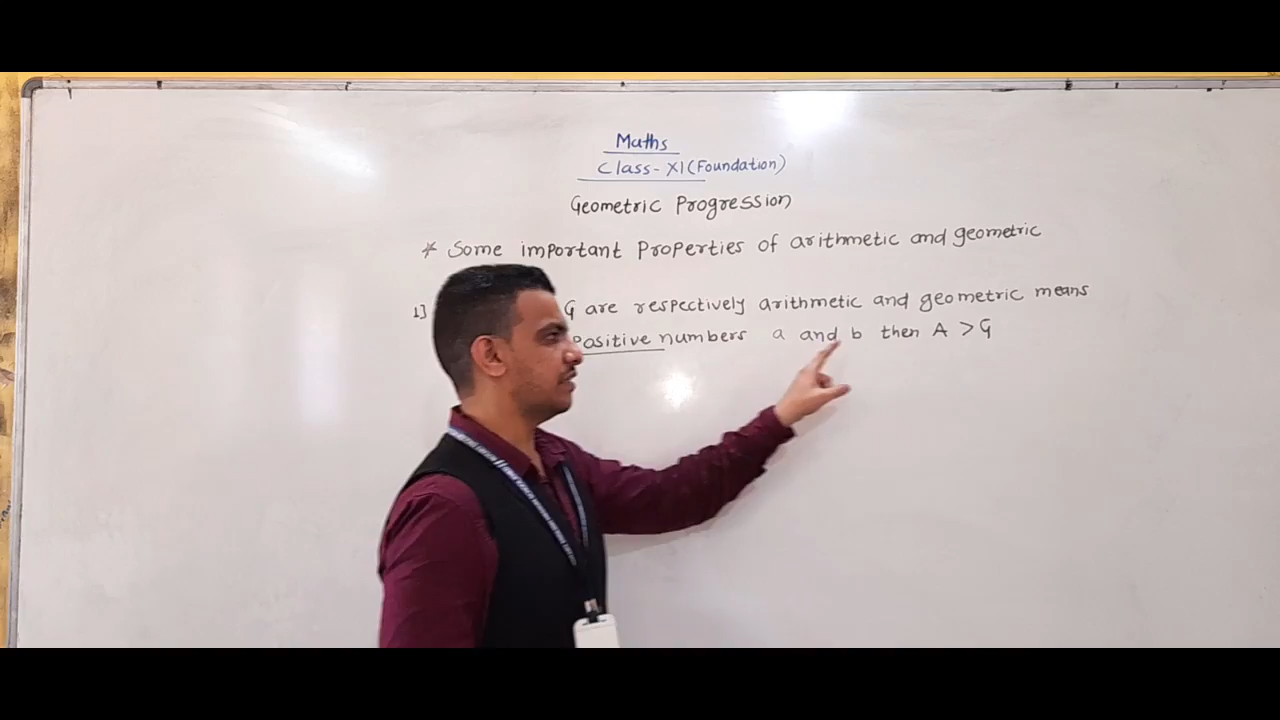 Maths
Class-XI(Foundation)
Geometric Progression
* Some important Properties of arithmetic and geometric
1] G are respectively arithmetic and geometric means
Positive numbers a and b then A > G